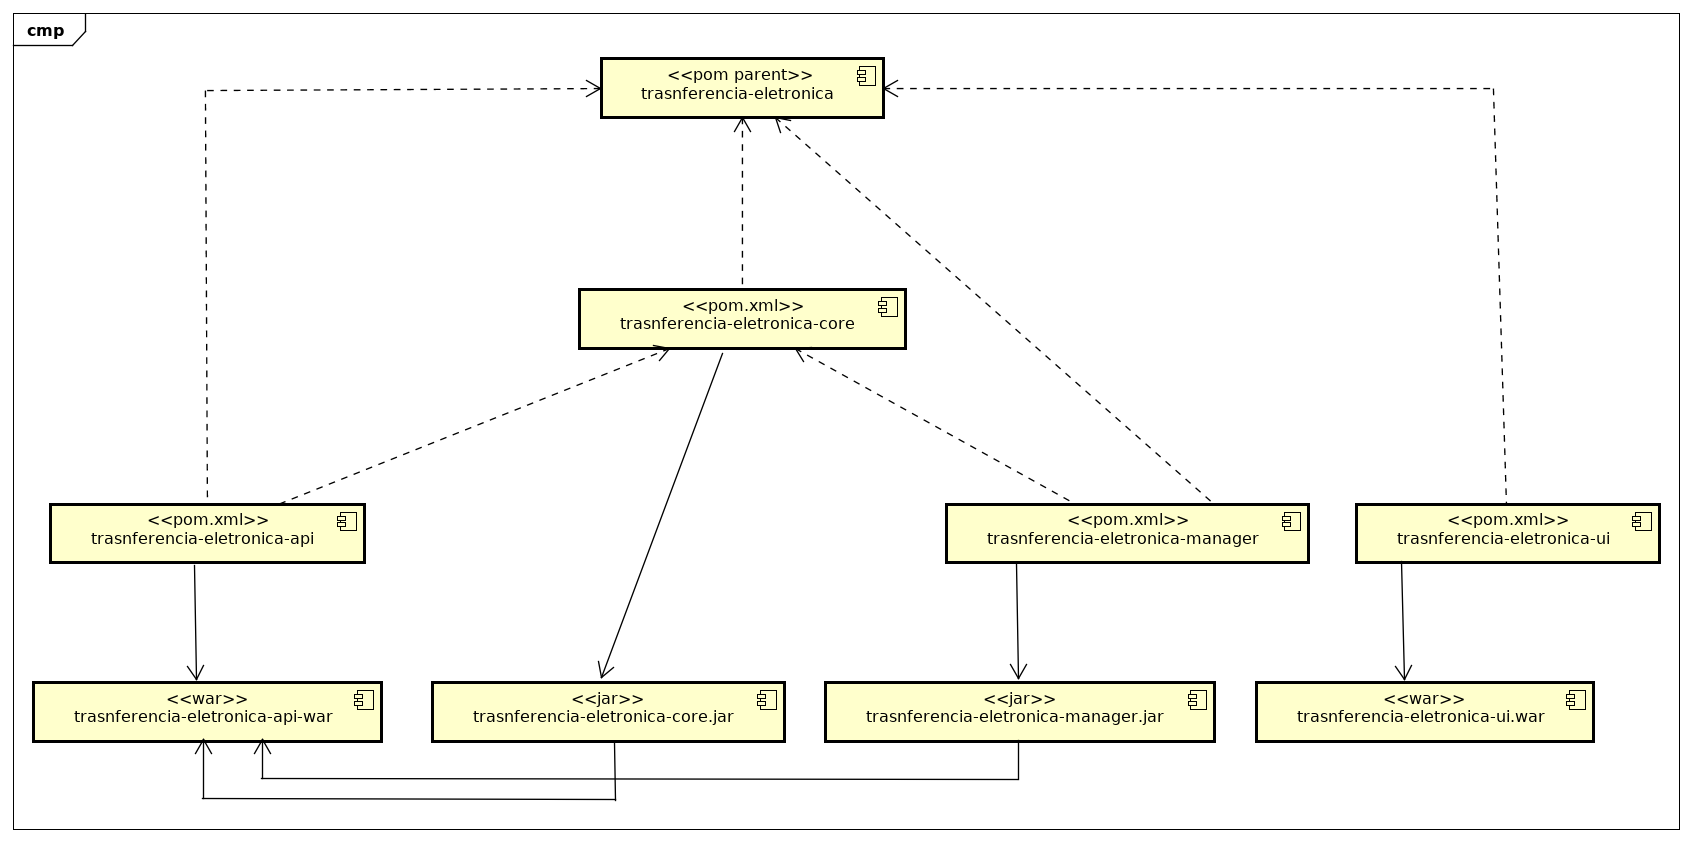 cmp
<<pom parent>>
trasnferencia-eletronica
<<pom.xml>>
trasnferencia-eletronica-core
<<pom.xml>>
trasnferencia-eletronica-api
<<pom.xml>>
trasnferencia-eletronica-manager
<<pom.xml>>
trasnferencia-eletronica-ui
<<war>>
trasnferencia-eletronica-api-war
<<jar>>
trasnferencia-eletronica-core.jar
<<jar>>
trasnferencia-eletronica-manager.jar
<<war>>
trasnferencia-eletronica-ui.war